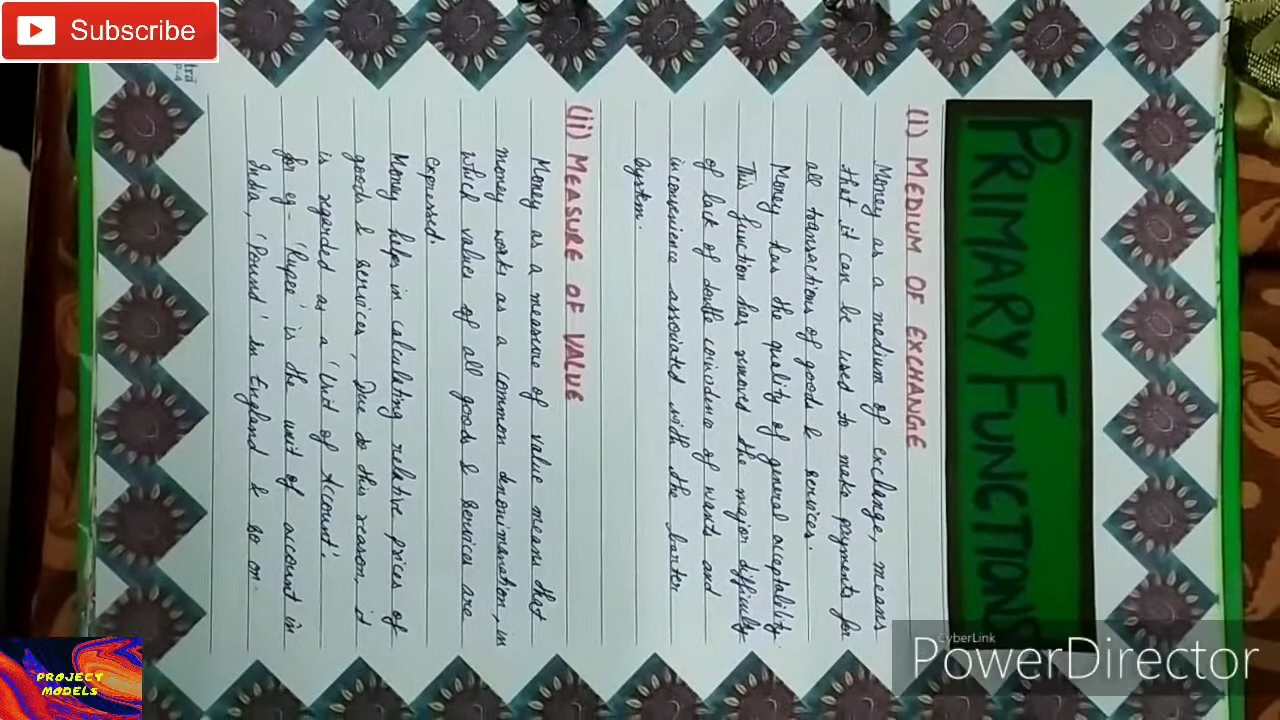 Subscribe
PRIMARY FUNCTIONS
(i) MEDIUM OF EXCHANGE
Money as a medium of exchange, means
that it can be used to make payments for
all transactions of goods & services.
Money has the quality of general acceptability.
This function has removed the major difficulty
of lack of double coincidence of wants and
inconvenience associated with the barter
system.
(ii) MEASURE OF VALUE
Money as a measure of value means that
money works as a common denomination, in
which values of all goods & services are
expressed.
Money helps in calculating relative prices of
goods & services, Due to this reason, it
is regarded as a 'Unit of Account'.
for eg - 'Rupee' is the unit of account in
India, 'Pound' in England & so on.
PROJECT
MODELS
CyberLink
PowerDirector